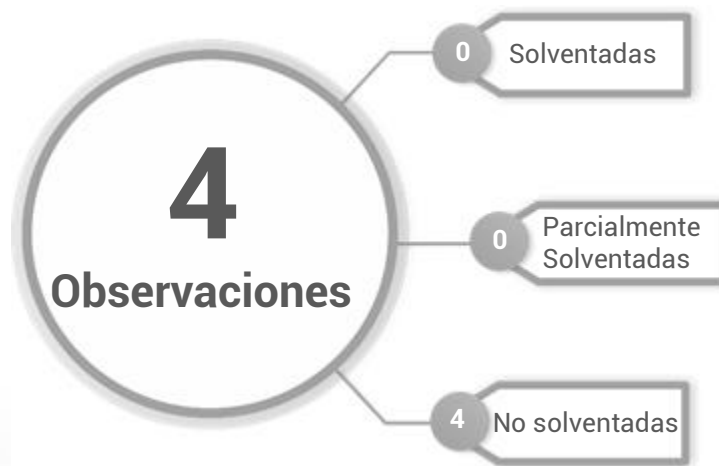 4
Observaciones
0
Solventadas
0
Parcialmente
Solventadas
4
No solventadas